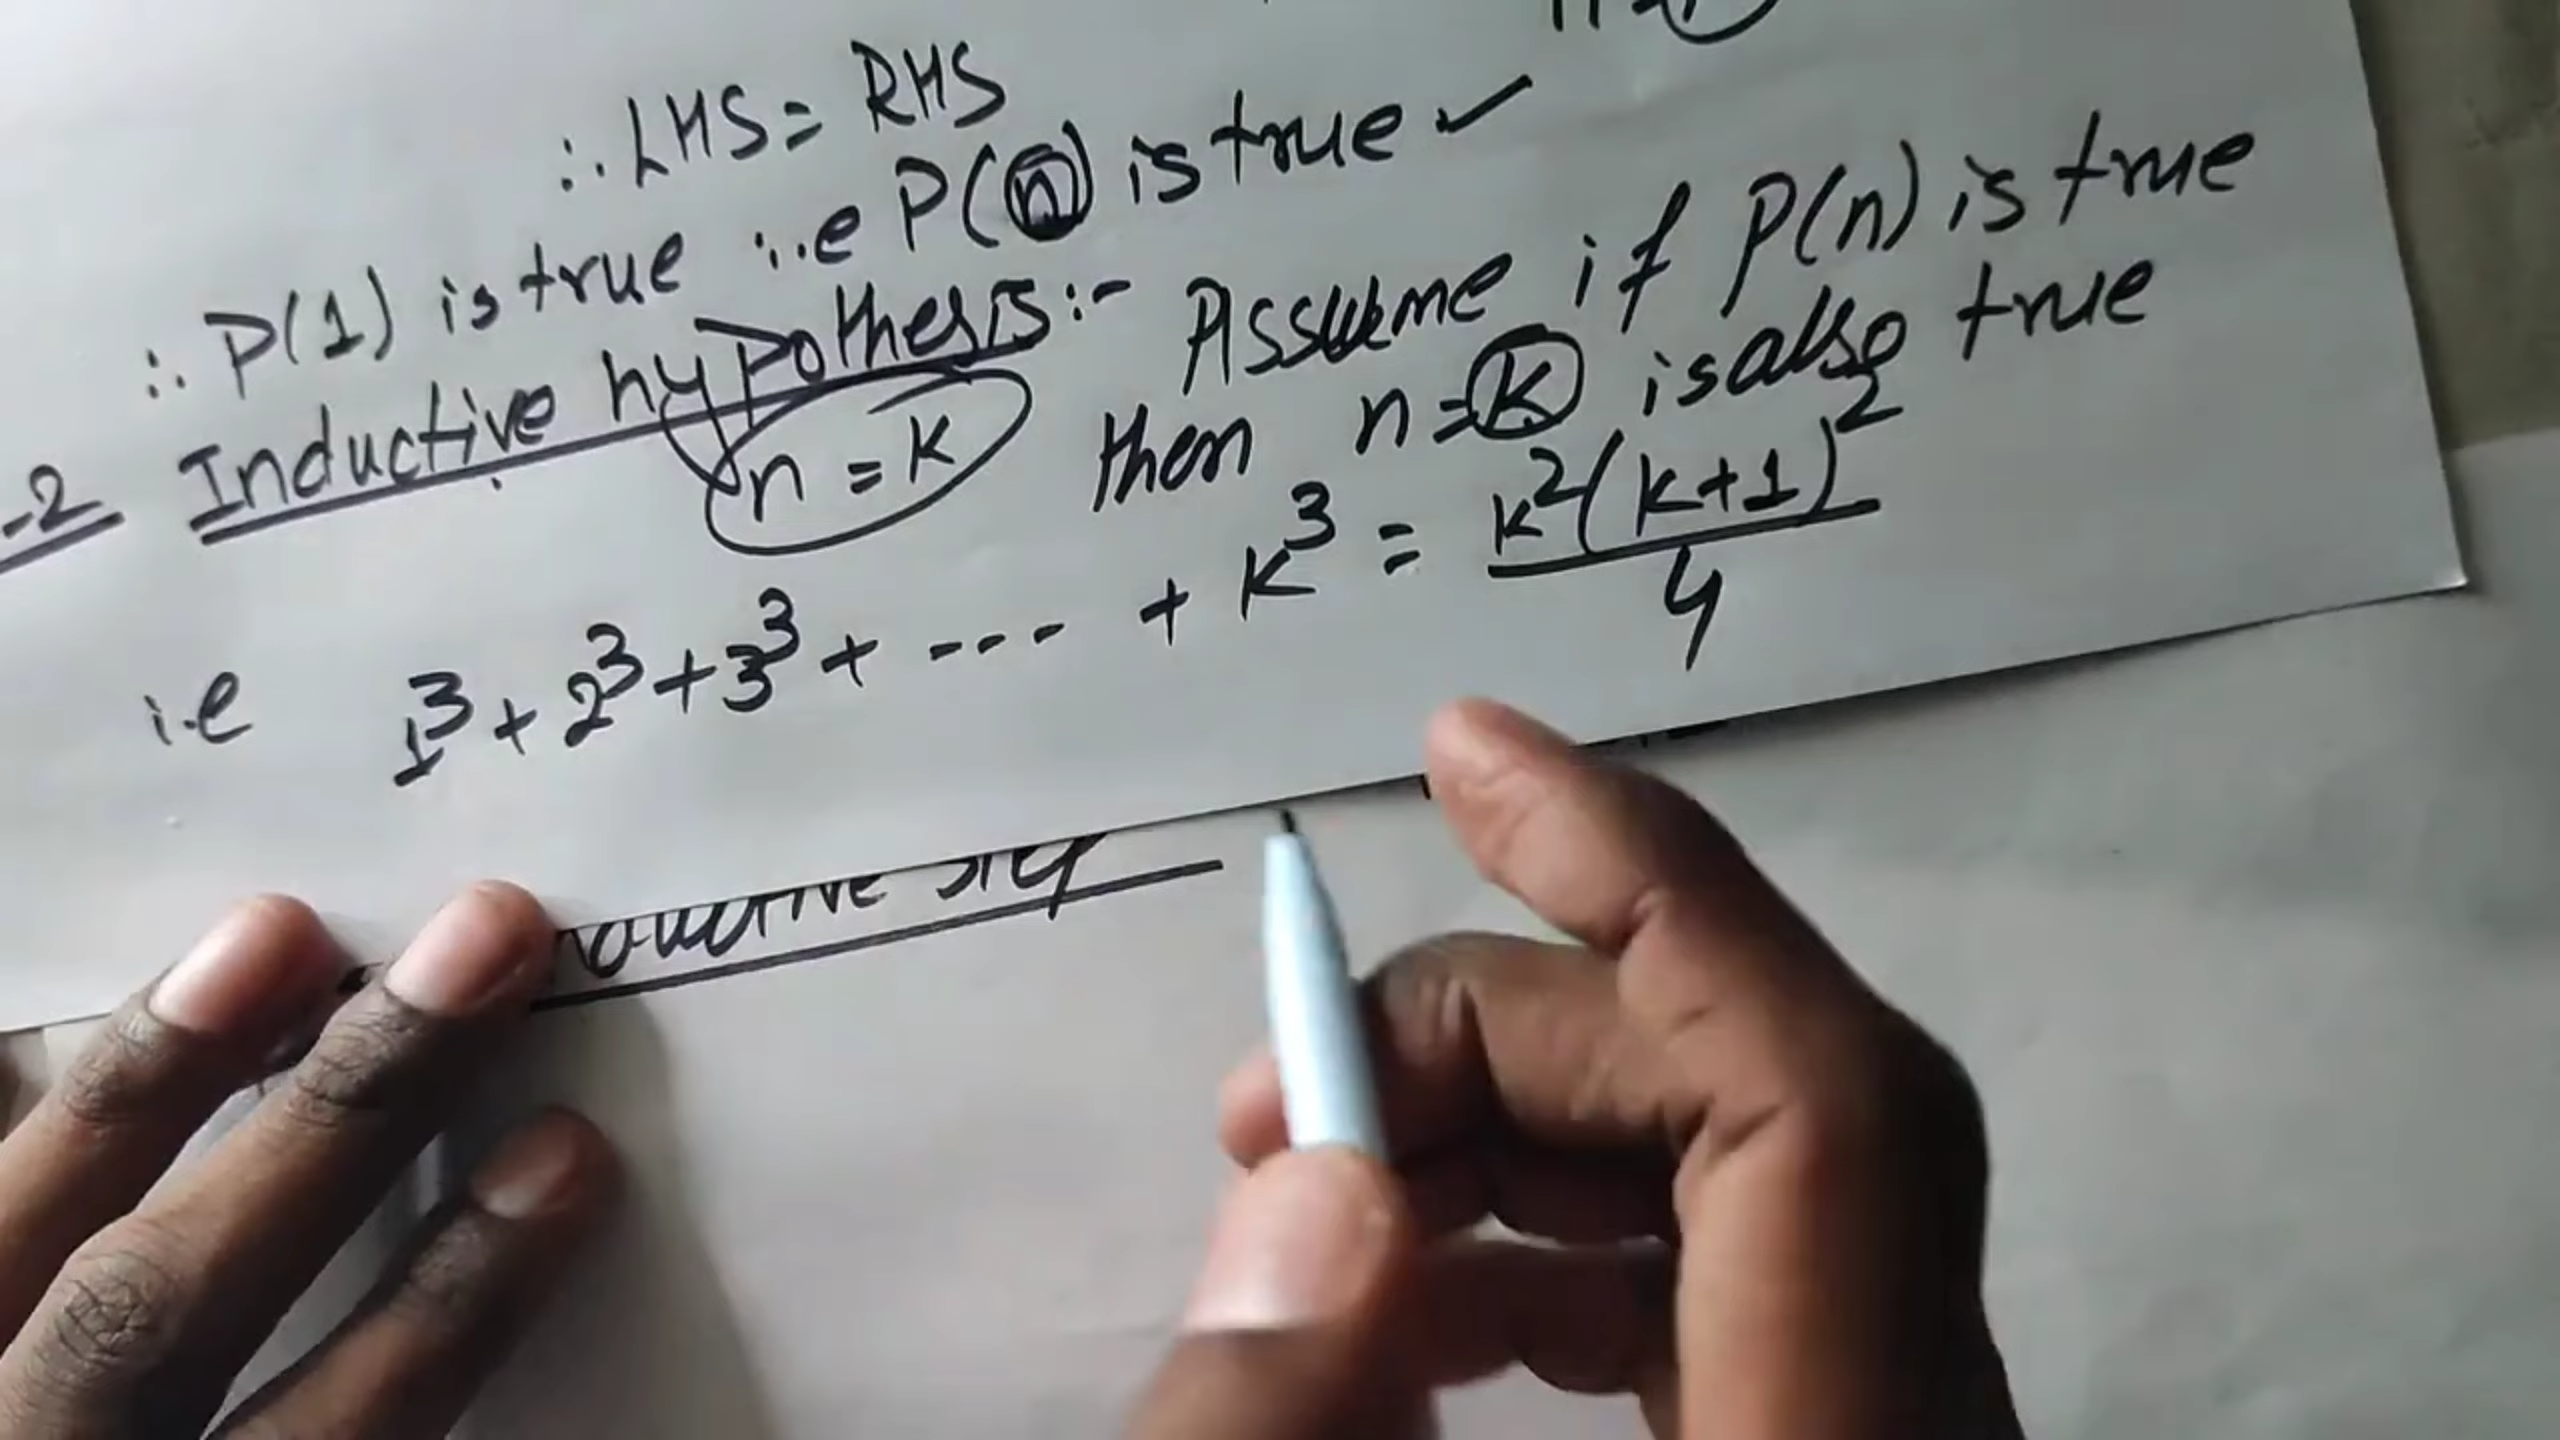 ∴ LHS = RHS
∴ P(1) is true i.e P(n) is true ✓
-2 Inductive hypothesis:- Assume if P(n) is true
n = k then n = k is also true
i.e 1³ + 2³ + 3³ + --- + k³ = k²(k+1)² / 4
step